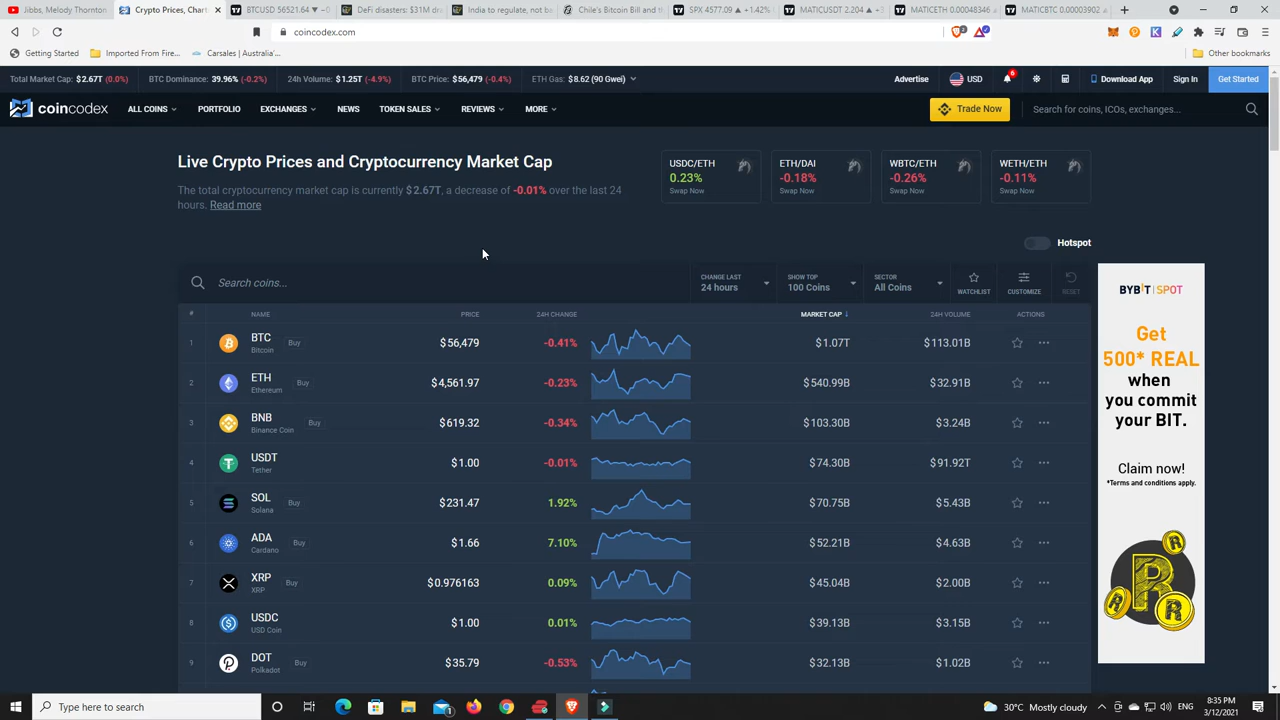 Jibbs, Melody Thornton
Crypto Prices, Chart
BTCUSD 56521.64 ▼ −0
DeFi disasters: $31M dra
India to regulate, not ba
Chile's Bitcoin Bill and th
SPX 4577.09 ▲ +1.42%
MATICUSDT 2.204 ▲ +3
MATICETH 0.00048346
MATICBTC 0.00003902
coincodex.com
Getting Started
Imported From Fire...
Carsales | Australia'...
Other bookmarks
Total Market Cap: $2.67T (0.0%)
BTC Dominance: 39.96% (-0.2%)
24h Volume: $1.25T (-4.9%)
BTC Price: $56,479 (-0.4%)
ETH Gas: $8.62 (90 Gwei)
Advertise
USD
6
Download App
Sign In
Get Started
coincodex
ALL COINS
PORTFOLIO
EXCHANGES
NEWS
TOKEN SALES
REVIEWS
MORE
Trade Now
Search for coins, ICOs, exchanges...
Live Crypto Prices and Cryptocurrency Market Cap
The total cryptocurrency market cap is currently $2.67T, a decrease of -0.01% over the last 24
hours. Read more
USDC/ETH
0.23%
Swap Now
ETH/DAI
-0.18%
Swap Now
WBTC/ETH
-0.26%
Swap Now
WETH/ETH
-0.11%
Swap Now
Hotspot
Search coins...
CHANGE LAST
24 hours
SHOW TOP
100 Coins
SECTOR
All Coins
WATCHLIST
CUSTOMIZE
RESET
# NAME PRICE 24H CHANGE MARKET CAP ↓ 24H VOLUME ACTIONS
1 BTC Bitcoin Buy $56,479 -0.41% $1.07T $113.01B
2 ETH Ethereum Buy $4,561.97 -0.23% $540.99B $32.91B
3 BNB Binance Coin Buy $619.32 -0.34% $103.30B $3.24B
4 USDT Tether $1.00 -0.01% $74.30B $91.92T
5 SOL Solana Buy $231.47 1.92% $70.75B $5.43B
6 ADA Cardano Buy $1.66 7.10% $52.21B $4.63B
7 XRP XRP Buy $0.976163 0.09% $45.04B $2.00B
8 USDC USD Coin $1.00 0.01% $39.13B $3.15B
9 DOT Polkadot Buy $35.79 -0.53% $32.13B $1.02B
BYBIT | SPOT
Get
500* REAL
when
you commit
your BIT.
Claim now!
*Terms and conditions apply.
Type here to search
30°C Mostly cloudy
ENG
8:35 PM
3/12/2021